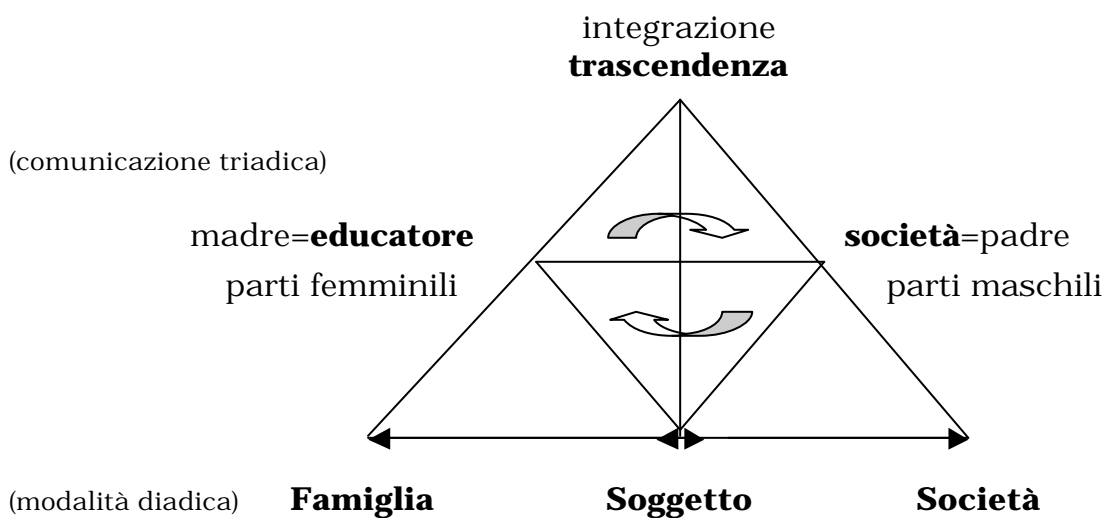 integrazione
trascendenza
(comunicazione triadica)
madre=educatore società=padre
parti femminili parti maschili
(modalità diadica) Famiglia Soggetto Società